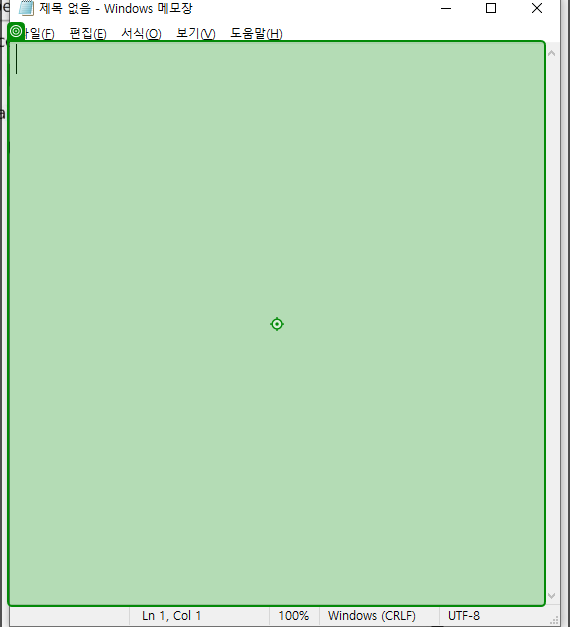 제목 없음 - Windows 메모장
편집(E) 서식(O) 보기(V) 도움말(H)
Ln 1, Col 1 100% Windows (CRLF) UTF-8